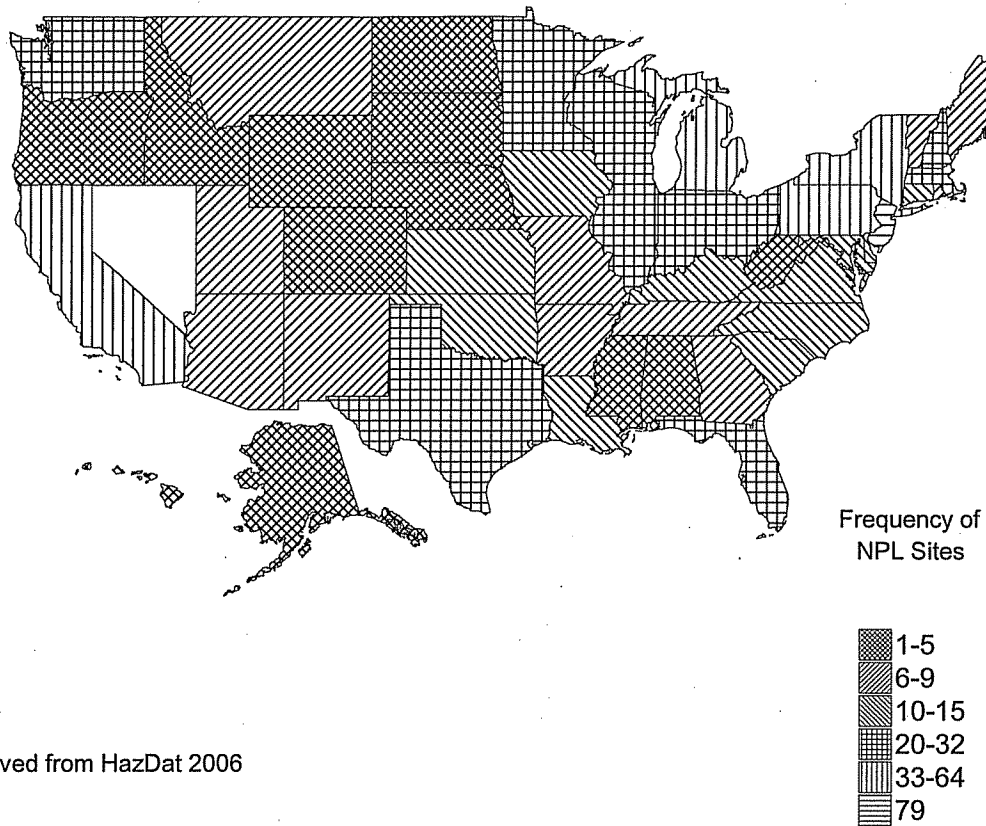 Frequency of
NPL Sites
1-5
6-9
10-15
20-32
33-64
79
ved from HazDat 2006